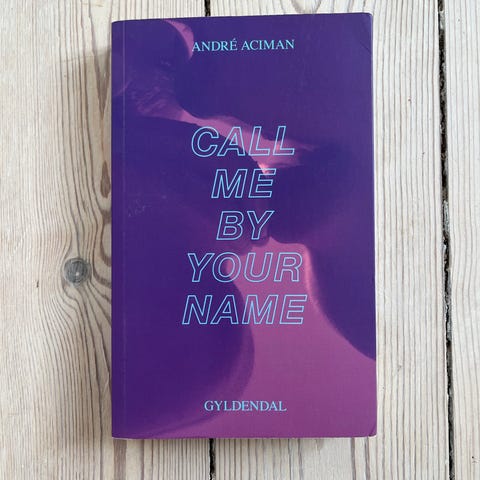 ANDRÉ ACIMAN
CALL
ME
BY
YOUR
NAME
GYLDENDAL